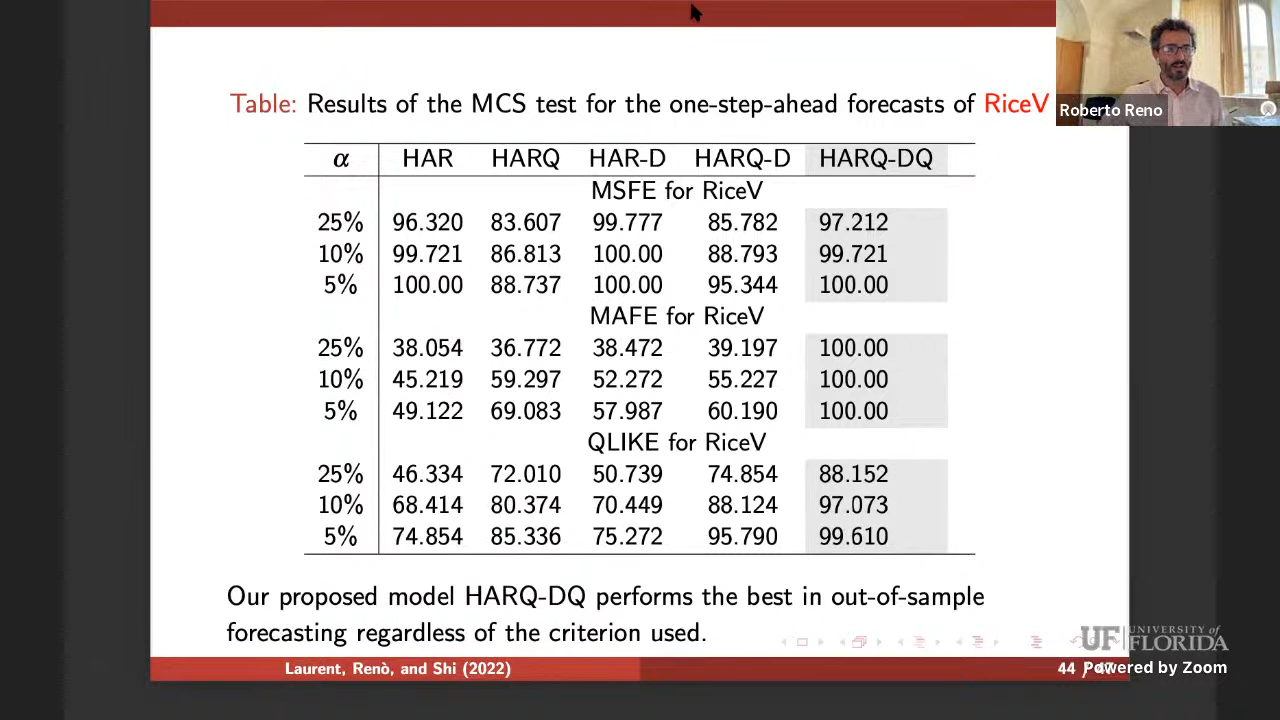 Table: Results of the MCS test for the one-step-ahead forecasts of RiceV
Roberto Reno
α HAR HARQ HAR-D HARQ-D HARQ-DQ
MSFE for RiceV
25% 96.320 83.607 99.777 85.782 97.212
10% 99.721 86.813 100.00 88.793 99.721
5% 100.00 88.737 100.00 95.344 100.00
MAFE for RiceV
25% 38.054 36.772 38.472 39.197 100.00
10% 45.219 59.297 52.272 55.227 100.00
5% 49.122 69.083 57.987 60.190 100.00
QLIKE for RiceV
25% 46.334 72.010 50.739 74.854 88.152
10% 68.414 80.374 70.449 88.124 97.073
5% 74.854 85.336 75.272 95.790 99.610
Our proposed model HARQ-DQ performs the best in out-of-sample
forecasting regardless of the criterion used.
UF UNIVERSITY of
FLORIDA
Laurent, Renò, and Shi (2022)
44 /
Powered by Zoom